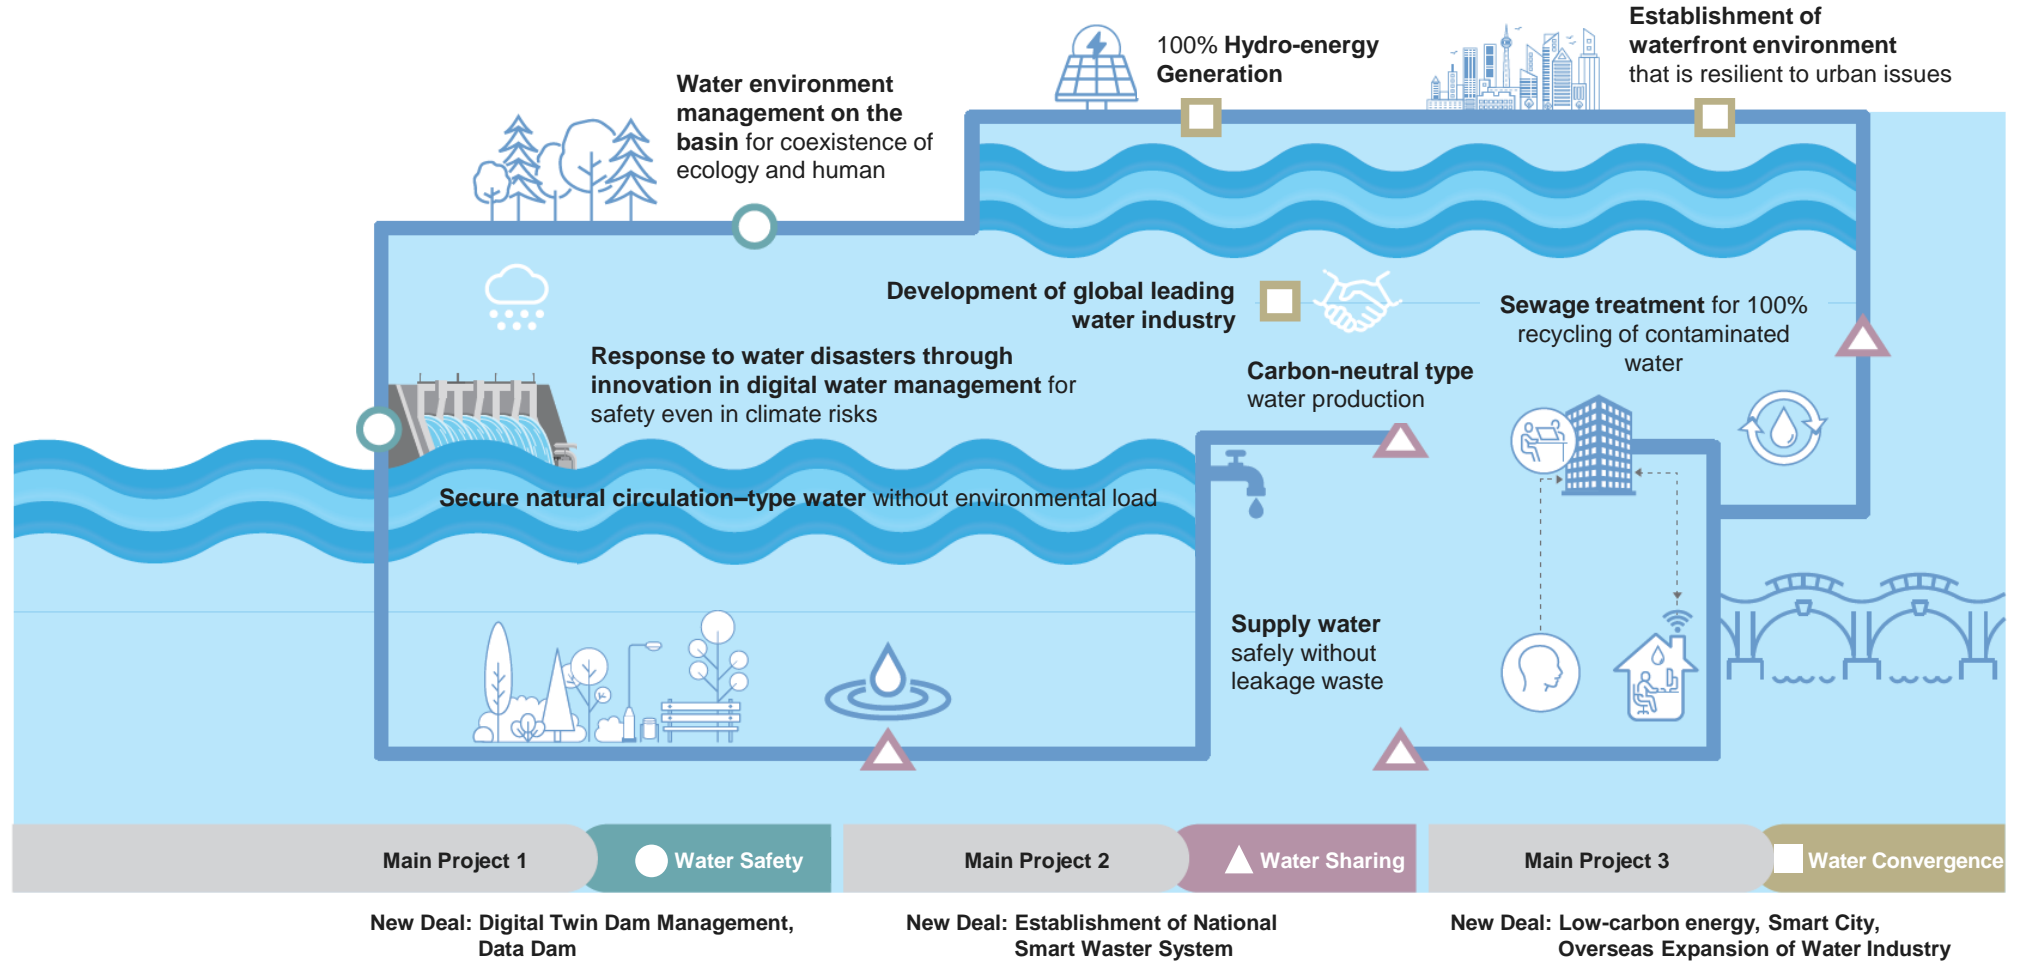 Establishment of
waterfront environment
that is resilient to urban issues
100% Hydro-energy
Generation
Water environment
management on the
basin for coexistence of
ecology and human
Development of global leading
water industry
Sewage treatment for 100%
recycling of contaminated
water
Response to water disasters through
innovation in digital water management for
safety even in climate risks
Carbon-neutral type
water production
Secure natural circulation–type water without environmental load
Supply water
safely without
leakage waste
Main Project 1
Water Safety
Main Project 2
Water Sharing
Main Project 3
Water Convergence
New Deal: Digital Twin Dam Management,
Data Dam
New Deal: Establishment of National
Smart Waster System
New Deal: Low-carbon energy, Smart City,
Overseas Expansion of Water Industry